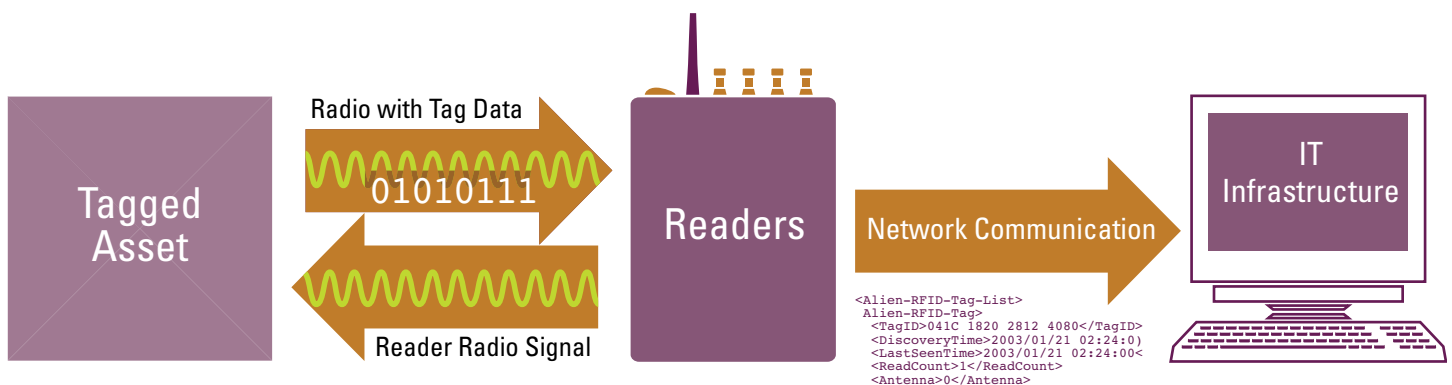 Radio with Tag Data
01010111
Tagged
Asset
Reader Radio Signal
Readers
Network Communication
<Alien-RFID-Tag-List>
Alien-RFID-Tag>
<TagID>041C 1820 2812 4080</TagID>
<DiscoveryTime>2003/01/21 02:24:0)
<LastSeenTime>2003/01/21 02:24:00<
<ReadCount>1</ReadCount>
<Antenna>0</Antenna>
IT
Infrastructure